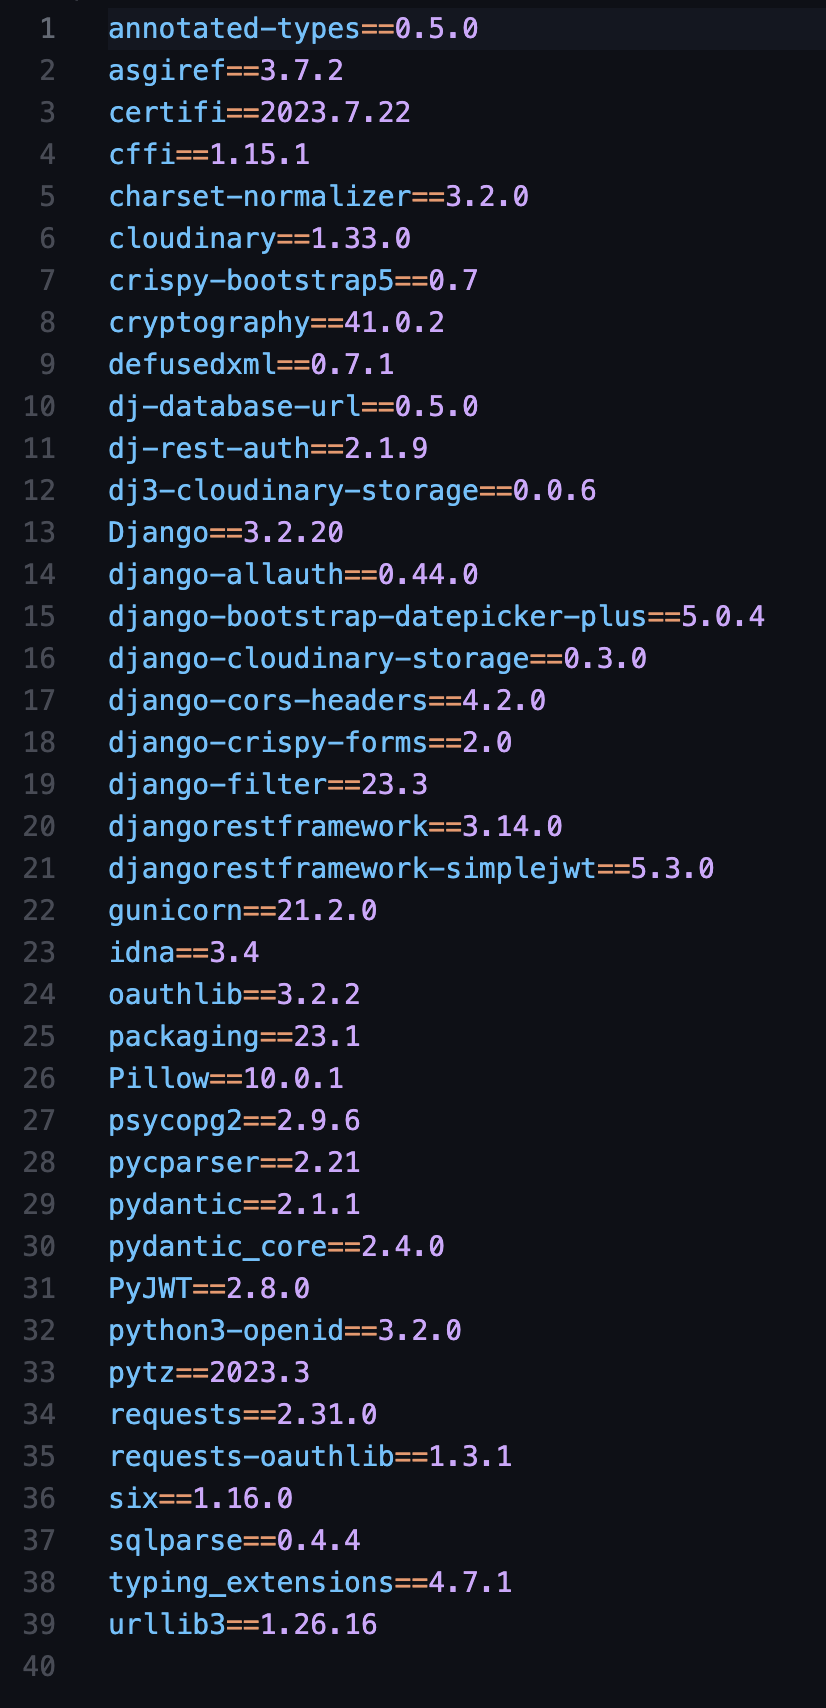 1 annotated-types==0.5.0
2 asgiref==3.7.2
3 certifi==2023.7.22
4 cffi==1.15.1
5 charset-normalizer==3.2.0
6 cloudinary==1.33.0
7 crispy-bootstrap5==0.7
8 cryptography==41.0.2
9 defusedxml==0.7.1
10 dj-database-url==0.5.0
11 dj-rest-auth==2.1.9
12 dj3-cloudinary-storage==0.0.6
13 Django==3.2.20
14 django-allauth==0.44.0
15 django-bootstrap-datepicker-plus==5.0.4
16 django-cloudinary-storage==0.3.0
17 django-cors-headers==4.2.0
18 django-crispy-forms==2.0
19 django-filter==23.3
20 djangorestframework==3.14.0
21 djangorestframework-simplejwt==5.3.0
22 gunicorn==21.2.0
23 idna==3.4
24 oauthlib==3.2.2
25 packaging==23.1
26 Pillow==10.0.1
27 psycopg2==2.9.6
28 pycparser==2.21
29 pydantic==2.1.1
30 pydantic_core==2.4.0
31 PyJWT==2.8.0
32 python3-openid==3.2.0
33 pytz==2023.3
34 requests==2.31.0
35 requests-oauthlib==1.3.1
36 six==1.16.0
37 sqlparse==0.4.4
38 typing_extensions==4.7.1
39 urllib3==1.26.16
40